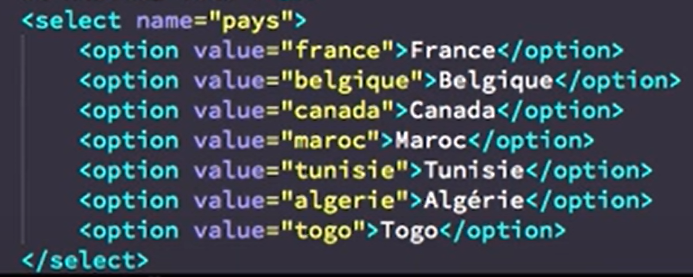 <select name="pays">
<option value="france">France</option>
<option value="belgique">Belgique</option>
<option value="canada">Canada</option>
<option value="maroc">Maroc</option>
<option value="tunisie">Tunisie</option>
<option value="algerie">Algérie</option>
<option value="togo">Togo</option>
</select>